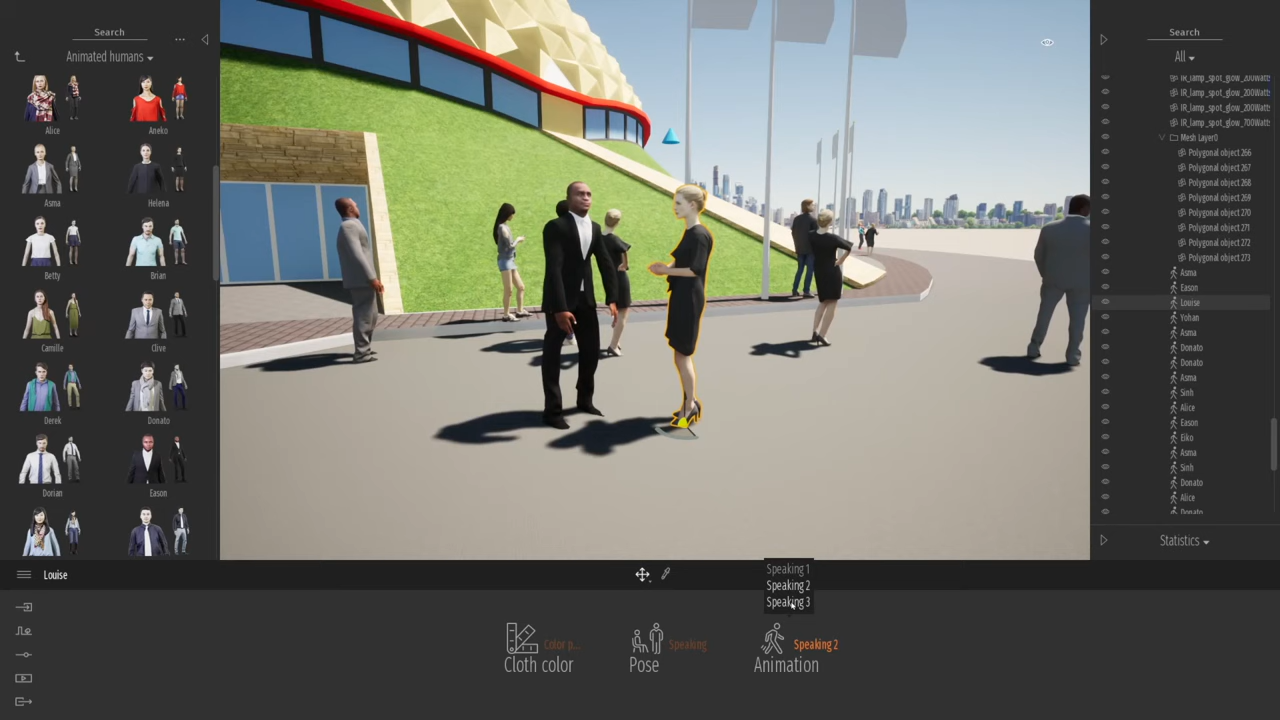 Search
...
Animated humans
Alice
Aneko
Asma
Helena
Betty
Brian
Camille
Clive
Derek
Donato
Dorian
Eason
Search
All
IR_lamp_spot_glow_200Watts
IR_lamp_spot_glow_200Watts
IR_lamp_spot_glow_200Watts
IR_lamp_spot_glow_700Watts
Mesh Layer0
Polygonal object 266
Polygonal object 267
Polygonal object 268
Polygonal object 269
Polygonal object 270
Polygonal object 271
Polygonal object 272
Polygonal object 273
Asma
Eason
Louise
Yohan
Asma
Donato
Donato
Asma
Sinh
Alice
Eason
Eiko
Asma
Sinh
Donato
Alice
Donato
Statistics
Louise
Speaking 1
Speaking 2
Speaking 3
Color p...
Cloth color
Speaking
Pose
Speaking 2
Animation